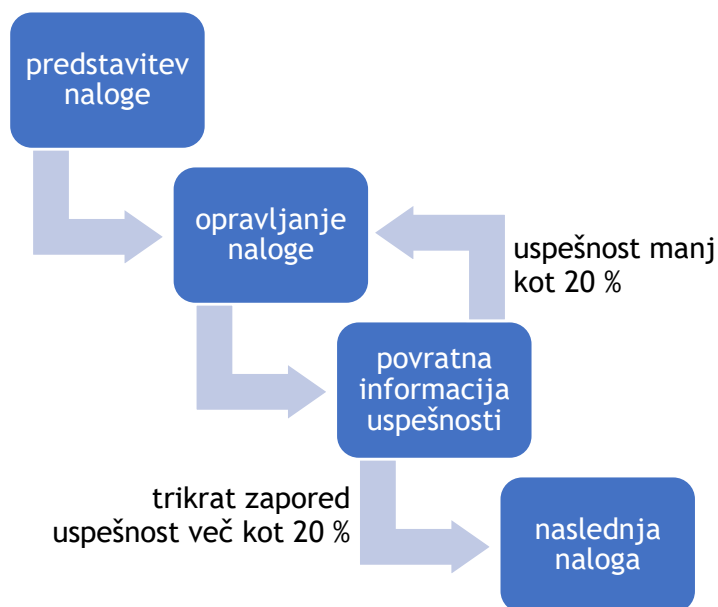 predstavitev
naloge
opravljanje
naloge
uspešnost manj
kot 20 %
povratna
informacija
uspešnosti
trikrat zapored
uspešnost več kot 20 %
naslednja
naloga